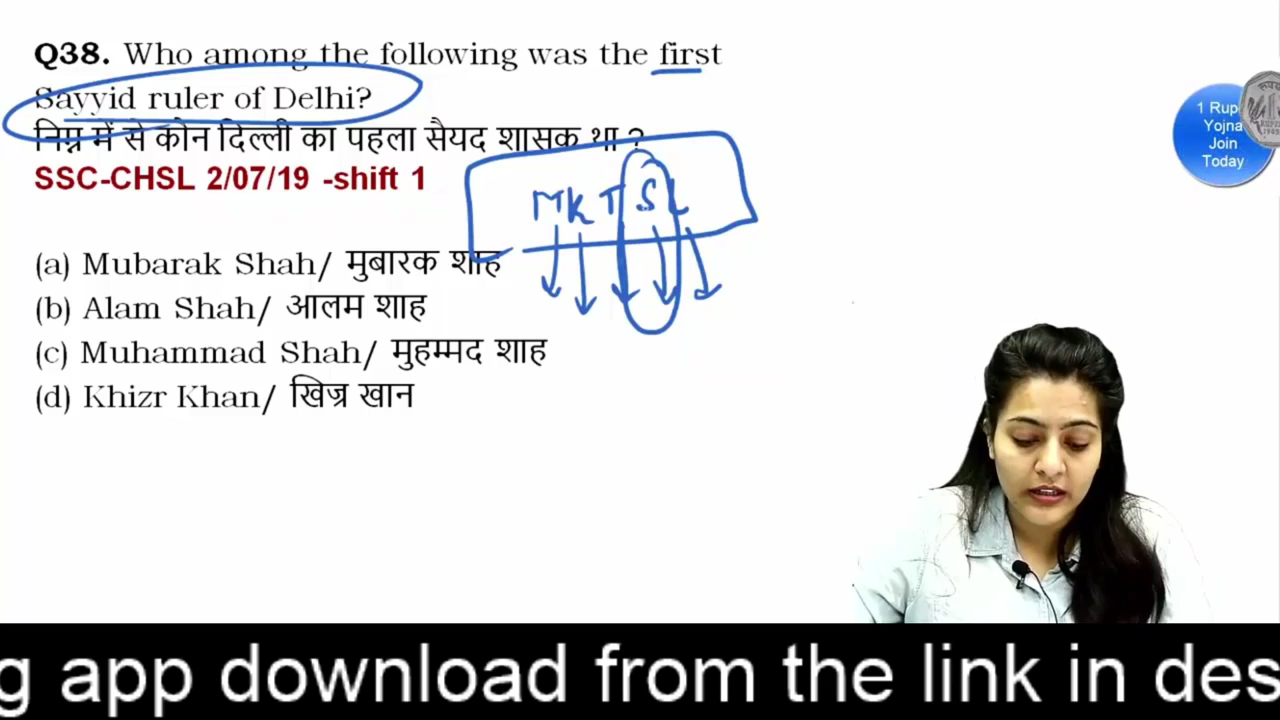 Q38. Who among the following was the first
Sayyid ruler of Delhi?
निम्न में से कौन दिल्ली का पहला सैयद शासक था ?
SSC-CHSL 2/07/19 -shift 1
M K T S L
(a) Mubarak Shah/ मुबारक शाह
(b) Alam Shah/ आलम शाह
(c) Muhammad Shah/ मुहम्मद शाह
(d) Khizr Khan/ खिज्र खान
1 Rup
Yojna
Join
Today
g app download from the link in des